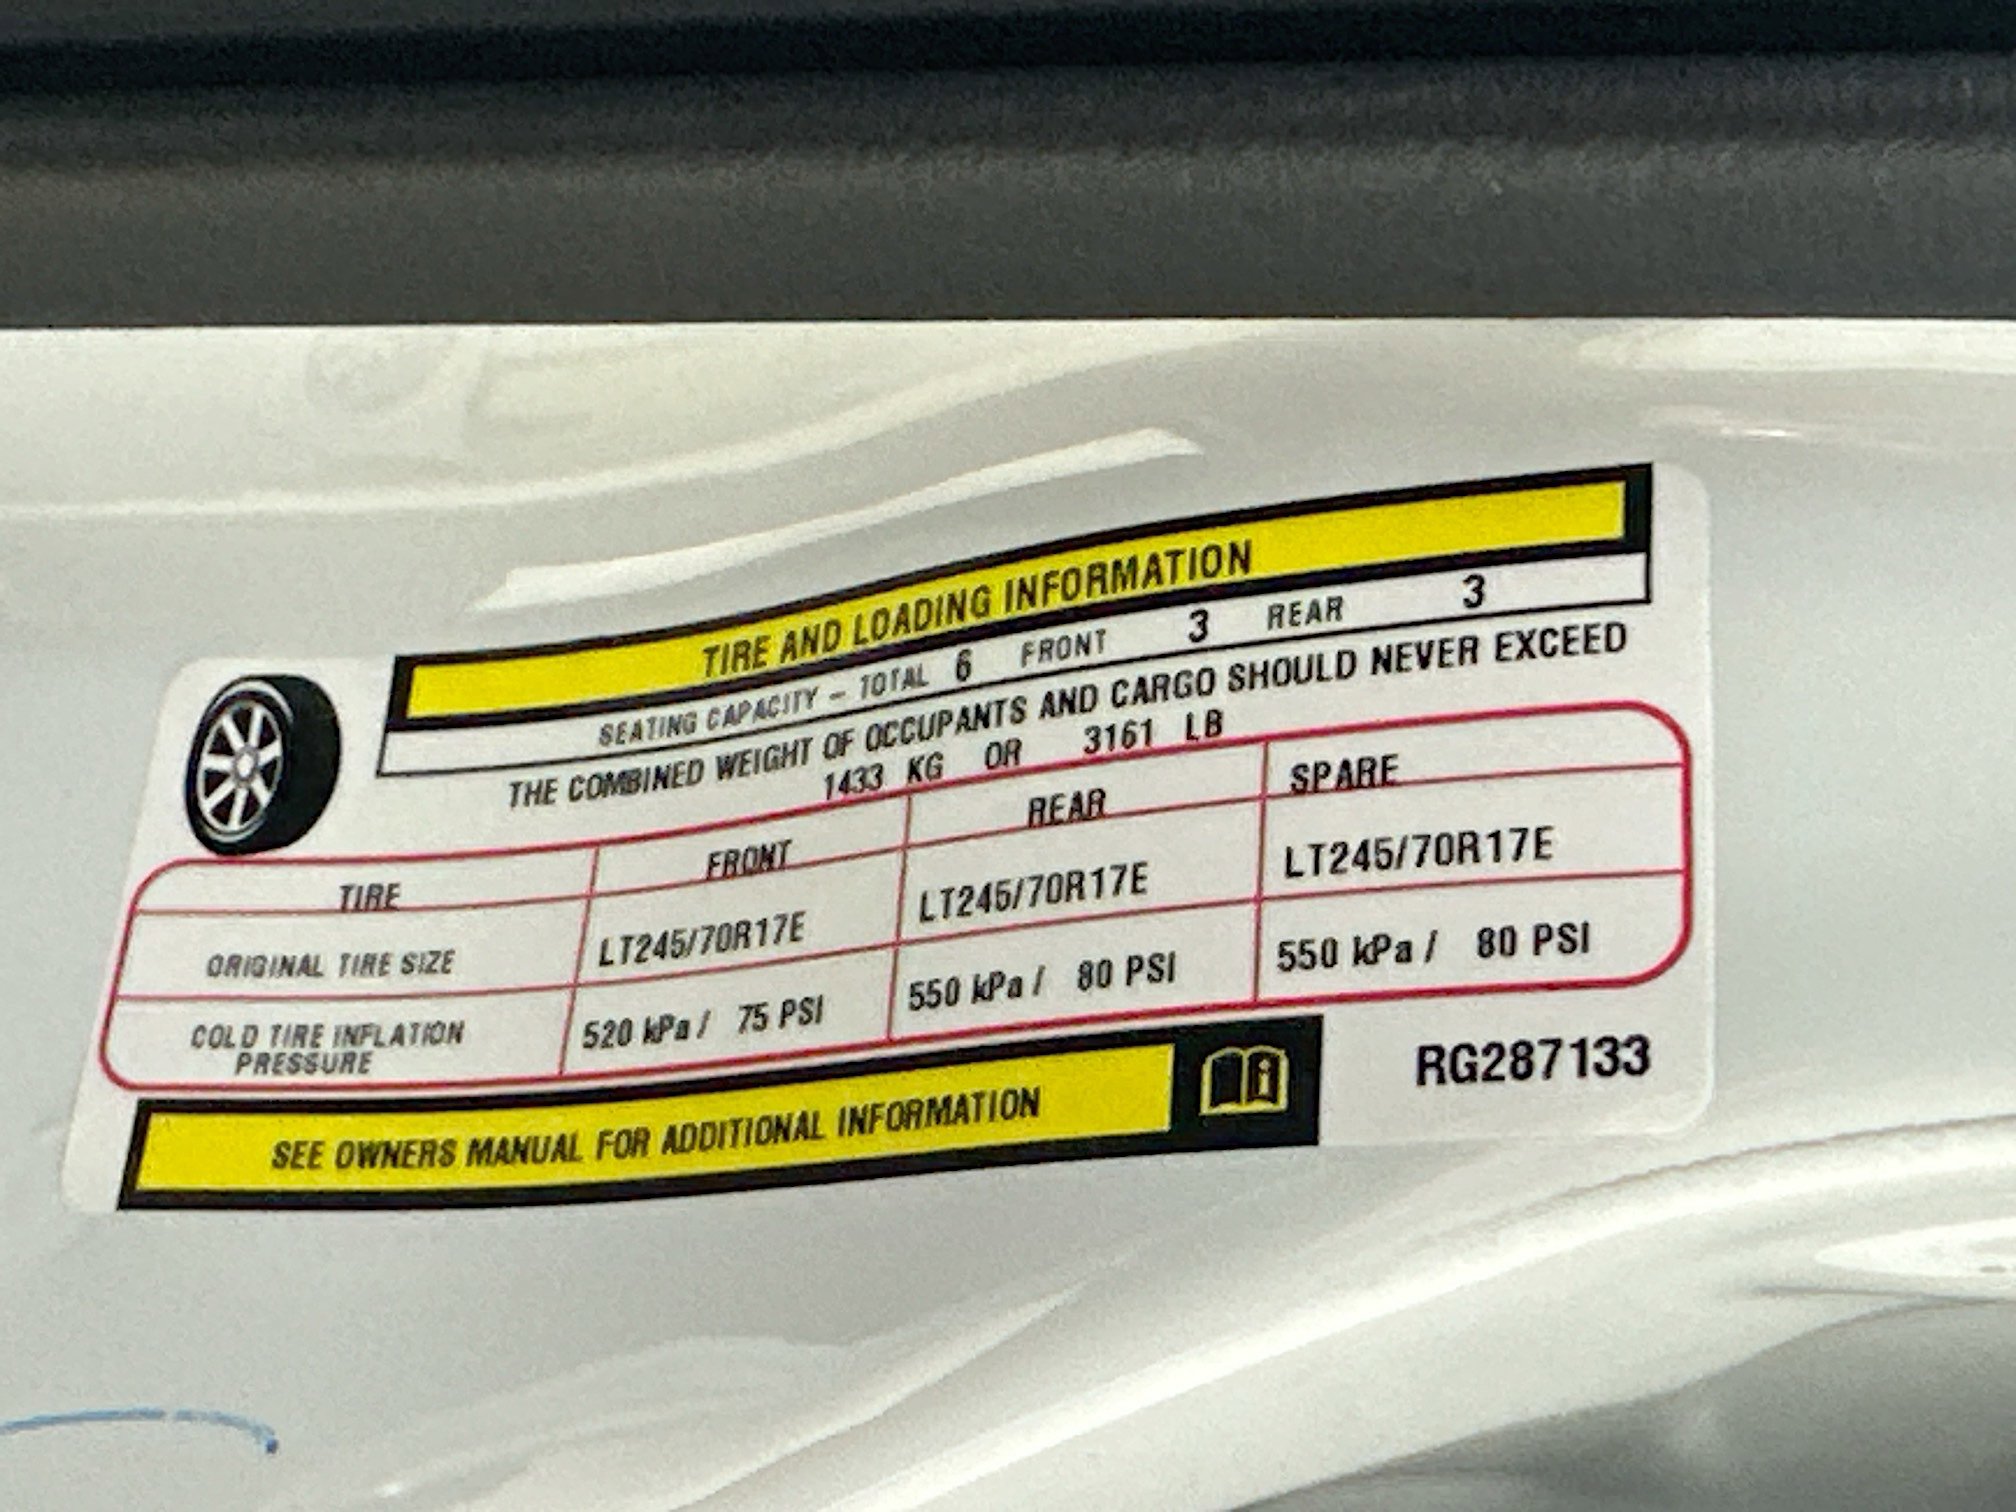 TIRE AND LOADING INFORMATION
SEATING CAPACITY – TOTAL 6 FRONT 3 REAR 3
THE COMBINED WEIGHT OF OCCUPANTS AND CARGO SHOULD NEVER EXCEED
1433 KG OR 3161 LB
TIRE FRONT REAR SPARE
ORIGINAL TIRE SIZE LT245/70R17E LT245/70R17E LT245/70R17E
COLD TIRE INFLATION PRESSURE 520 kPa / 75 PSI 550 kPa / 80 PSI 550 kPa / 80 PSI
SEE OWNERS MANUAL FOR ADDITIONAL INFORMATION
RG287133